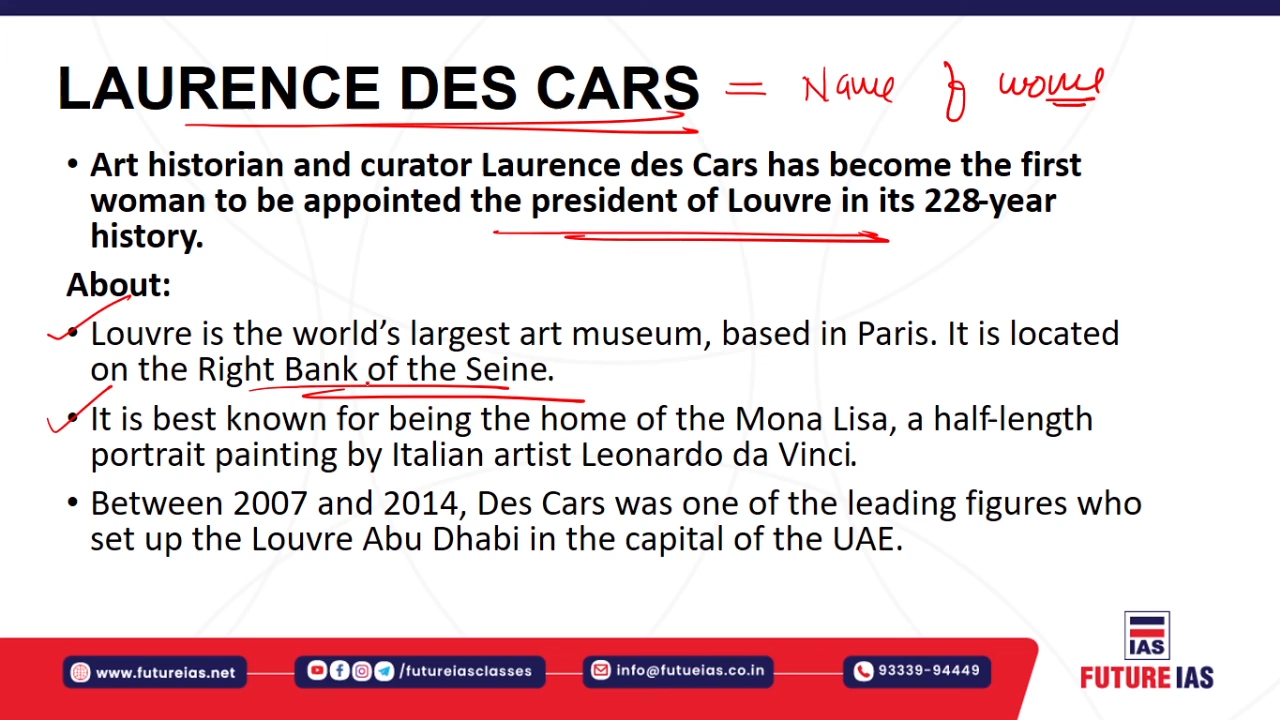 LAURENCE DES CARS = Name of wome
• Art historian and curator Laurence des Cars has become the first
woman to be appointed the president of Louvre in its 228-year
history.
About:
• Louvre is the world’s largest art museum, based in Paris. It is located
on the Right Bank of the Seine.
• It is best known for being the home of the Mona Lisa, a half-length
portrait painting by Italian artist Leonardo da Vinci.
• Between 2007 and 2014, Des Cars was one of the leading figures who
set up the Louvre Abu Dhabi in the capital of the UAE.
IAS
FUTURE IAS
www.futureias.net
/futureiasclasses
info@futueias.co.in
93339-94449